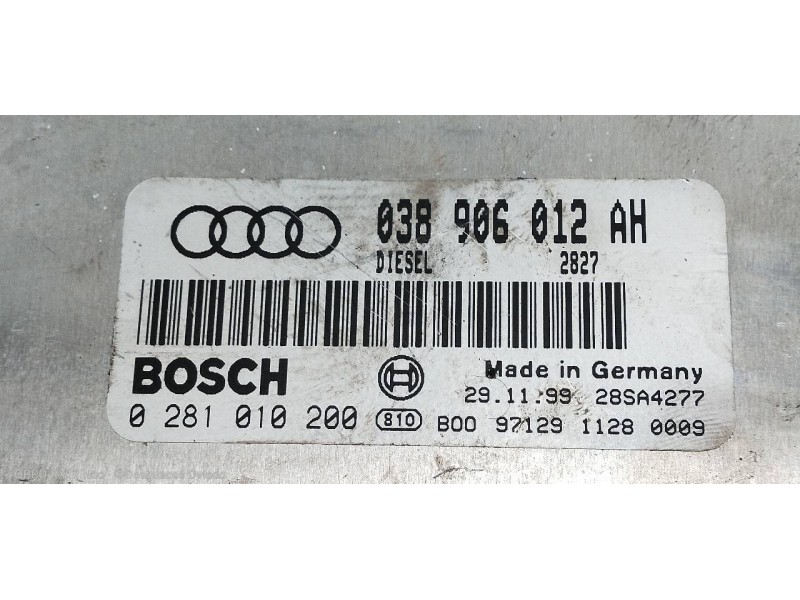 038 906 012 AH
DIESEL 2827
BOSCH Made in Germany
29.11.99 28SA4277
0 281 010 200 810 B00 97129 1128 0009